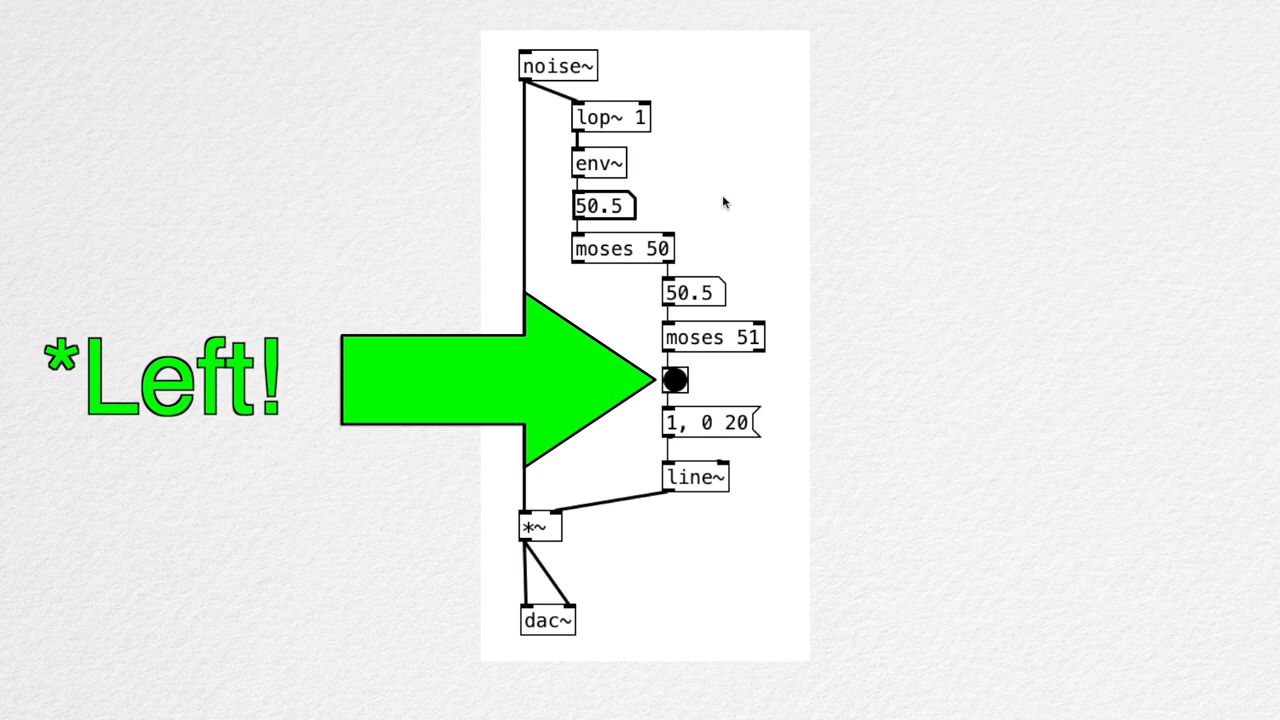 noise~
lop~ 1
env~
50.5
moses 50
50.5
moses 51
*Left!
1, 0 20
line~
*~
dac~